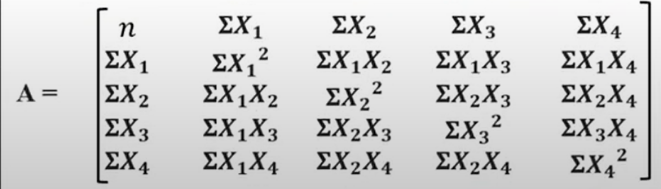 n ΣX₁ ΣX₂ ΣX₃ ΣX₄
ΣX₁ ΣX₁² ΣX₁X₂ ΣX₁X₃ ΣX₁X₄
A = ΣX₂ ΣX₁X₂ ΣX₂² ΣX₂X₃ ΣX₂X₄
ΣX₃ ΣX₁X₃ ΣX₂X₃ ΣX₃² ΣX₃X₄
ΣX₄ ΣX₁X₄ ΣX₂X₄ ΣX₂X₄ ΣX₄²